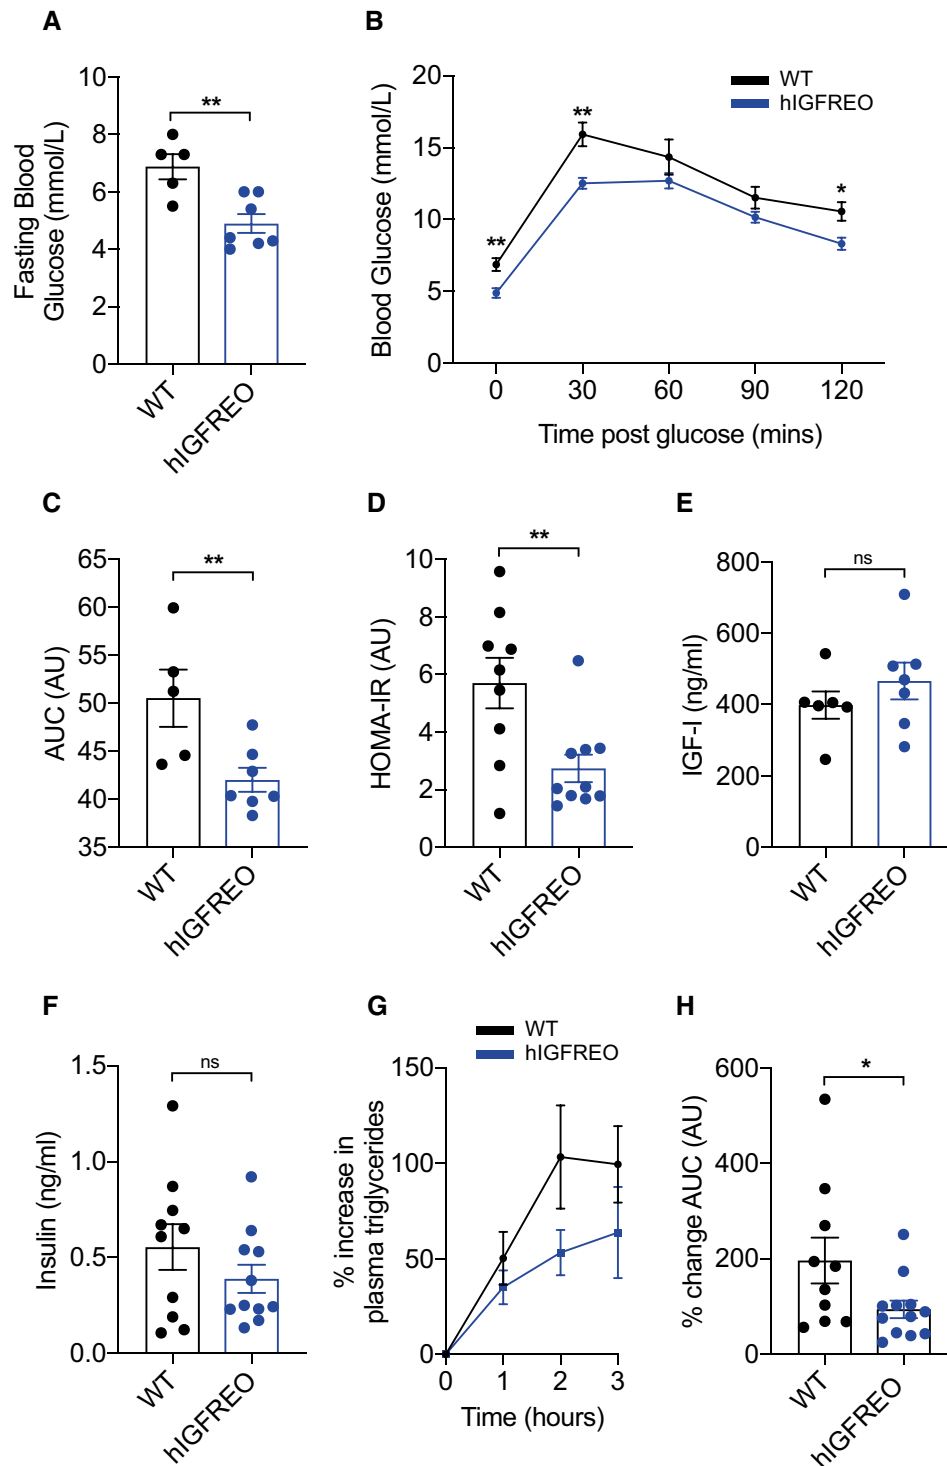 A
Fasting Blood
Glucose (mmol/L)
10
8
6
4
2
0
**
WT
hIGFREO
B
Blood Glucose (mmol/L)
20
15
10
5
0
WT
hIGFREO
**
**
*
0 30 60 90 120
Time post glucose (mins)
C
AUC (AU)
65
60
55
50
45
40
35
**
WT
hIGFREO
D
HOMA-IR (AU)
10
8
6
4
2
0
**
WT
hIGFREO
E
IGF-I (ng/ml)
800
600
400
200
0
ns
WT
hIGFREO
F
Insulin (ng/ml)
1.5
1.0
0.5
0.0
ns
WT
hIGFREO
G
WT
hIGFREO
% increase in
plasma triglycerides
150
100
50
0
0 1 2 3
Time (hours)
H
% change AUC (AU)
600
400
200
0
*
WT
hIGFREO